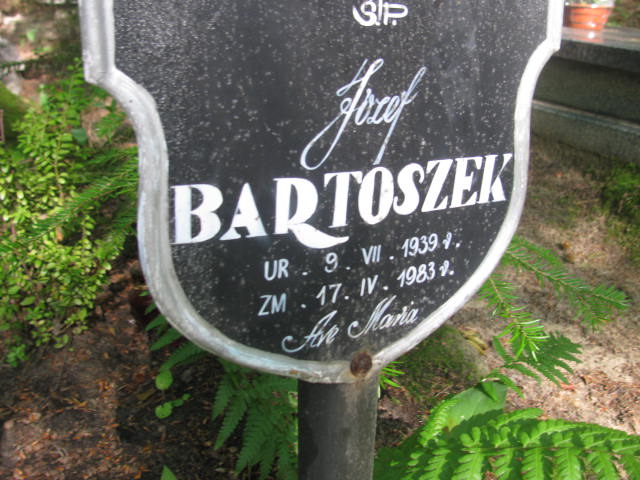 Ś.P.
Józef
BARTOSZEK
UR. 9. VII. 1939 r.
ZM. 17. IV. 1983 r.
Ave Maria